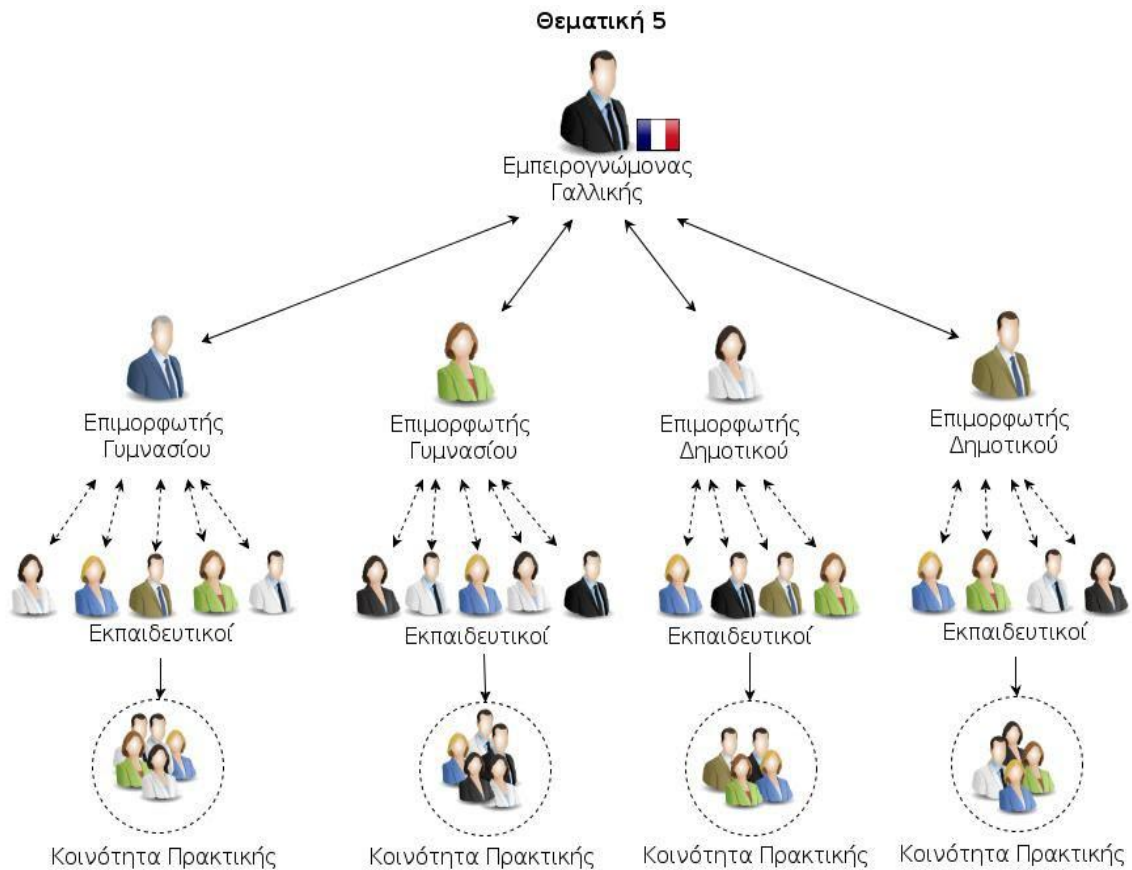 Θεματική 5
Εμπειρογνώμονας
Γαλλικής
Επιμορφωτής
Γυμνασίου
Επιμορφωτής
Γυμνασίου
Επιμορφωτής
Δημοτικού
Επιμορφωτής
Δημοτικού
Εκπαιδευτικοί
Εκπαιδευτικοί
Εκπαιδευτικοί
Εκπαιδευτικοί
Κοινότητα Πρακτικής
Κοινότητα Πρακτικής
Κοινότητα Πρακτικής
Κοινότητα Πρακτικής